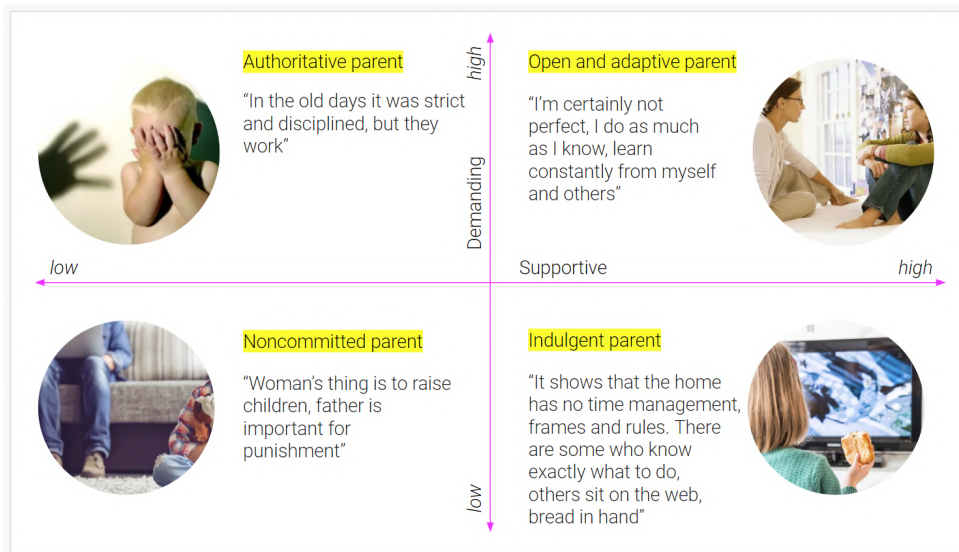 Authoritative parent
“In the old days it was strict
and disciplined, but they
work”
high
Demanding
low
Open and adaptive parent
“I’m certainly not
perfect, I do as much
as I know, learn
constantly from myself
and others”
low
Supportive
high
Noncommitted parent
“Woman’s thing is to raise
children, father is
important for
punishment”
Indulgent parent
“It shows that the home
has no time management,
frames and rules. There
are some who know
exactly what to do,
others sit on the web,
bread in hand”